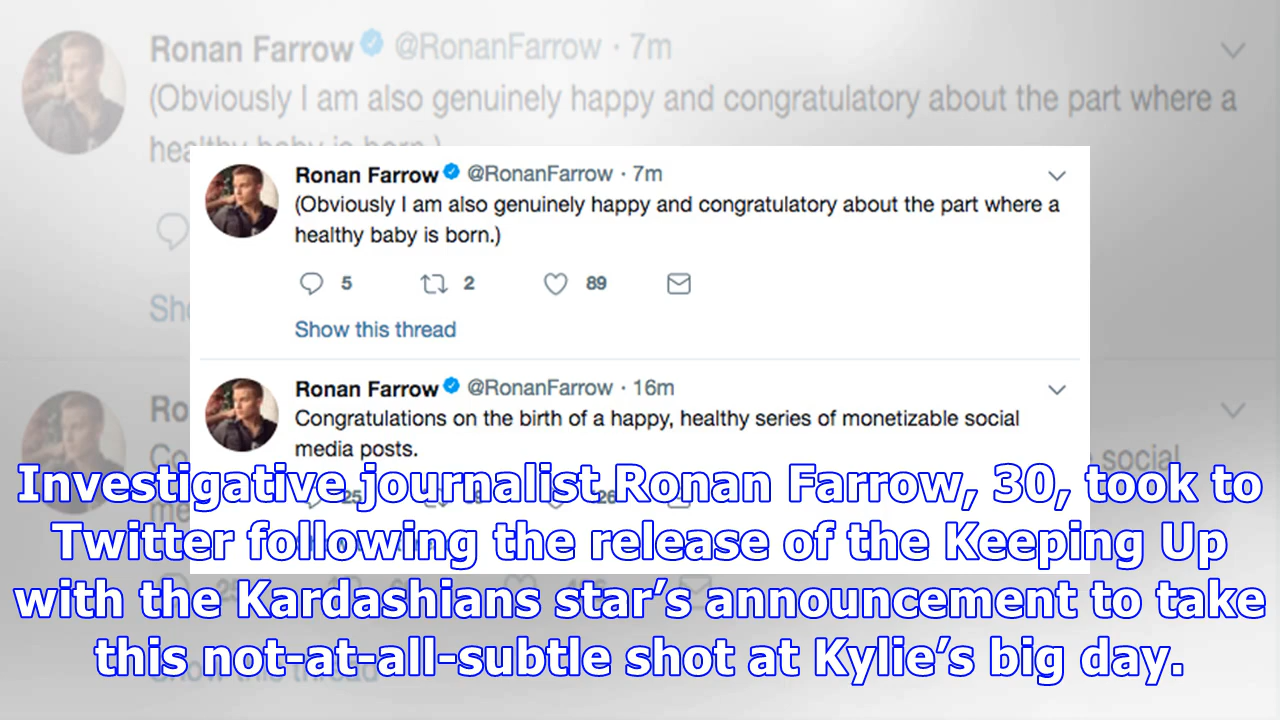 Ronan Farrow @RonanFarrow · 7m
(Obviously I am also genuinely happy and congratulatory about the part where a
Ronan Farrow @RonanFarrow · 7m
(Obviously I am also genuinely happy and congratulatory about the part where a
healthy baby is born.)
5 2 89
Show this thread
Ronan Farrow @RonanFarrow · 16m
Congratulations on the birth of a happy, healthy series of monetizable social
media posts.
social
Investigative journalist Ronan Farrow, 30, took to
Twitter following the release of the Keeping Up
with the Kardashians star’s announcement to take
this not-at-all-subtle shot at Kylie’s big day.